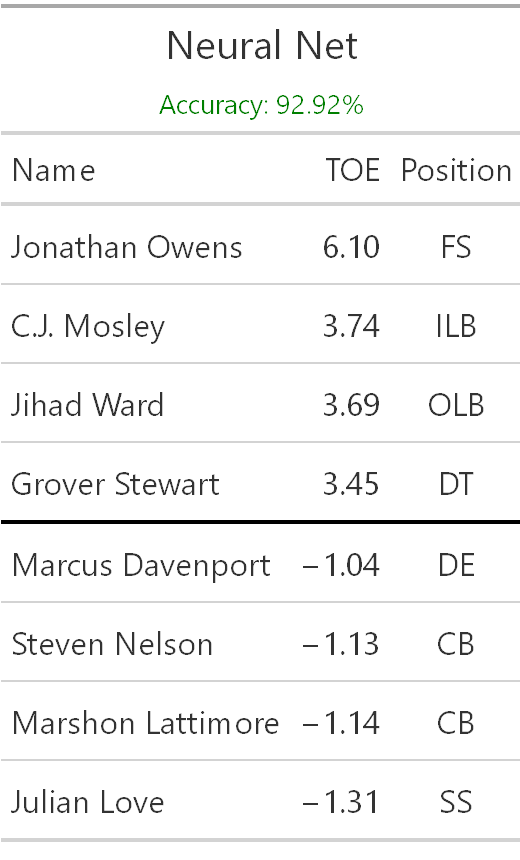 Neural Net
Accuracy: 92.92%
Name TOE Position
Jonathan Owens 6.10 FS
C.J. Mosley 3.74 ILB
Jihad Ward 3.69 OLB
Grover Stewart 3.45 DT
Marcus Davenport −1.04 DE
Steven Nelson −1.13 CB
Marshon Lattimore −1.14 CB
Julian Love −1.31 SS